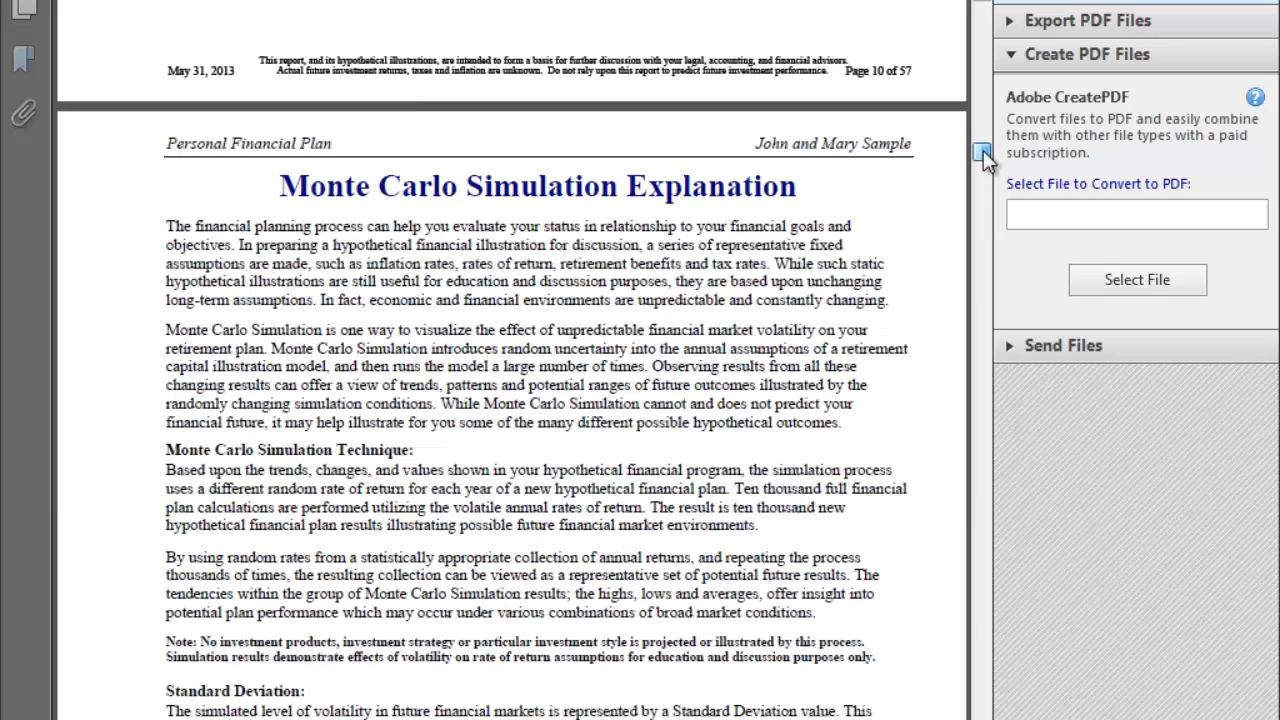 This report, and its hypothetical illustrations, are intended to form a basis for further discussion with your legal, accounting, and financial advisors.
May 31, 2013 Actual future investment returns, taxes and inflation are unknown. Do not rely upon this report to predict future investment performance. Page 10 of 57
Personal Financial Plan John and Mary Sample
Monte Carlo Simulation Explanation
The financial planning process can help you evaluate your status in relationship to your financial goals and
objectives. In preparing a hypothetical financial illustration for discussion, a series of representative fixed
assumptions are made, such as inflation rates, rates of return, retirement benefits and tax rates. While such static
hypothetical illustrations are still useful for education and discussion purposes, they are based upon unchanging
long-term assumptions. In fact, economic and financial environments are unpredictable and constantly changing.
Monte Carlo Simulation is one way to visualize the effect of unpredictable financial market volatility on your
retirement plan. Monte Carlo Simulation introduces random uncertainty into the annual assumptions of a retirement
capital illustration model, and then runs the model a large number of times. Observing results from all these
changing results can offer a view of trends, patterns and potential ranges of future outcomes illustrated by the
randomly changing simulation conditions. While Monte Carlo Simulation cannot and does not predict your
financial future, it may help illustrate for you some of the many different possible hypothetical outcomes.
Monte Carlo Simulation Technique:
Based upon the trends, changes, and values shown in your hypothetical financial program, the simulation process
uses a different random rate of return for each year of a new hypothetical financial plan. Ten thousand full financial
plan calculations are performed utilizing the volatile annual rates of return. The result is ten thousand new
hypothetical financial plan results illustrating possible future financial market environments.
By using random rates from a statistically appropriate collection of annual returns, and repeating the process
thousands of times, the resulting collection can be viewed as a representative set of potential future results. The
tendencies within the group of Monte Carlo Simulation results; the highs, lows and averages, offer insight into
potential plan performance which may occur under various combinations of broad market conditions.
Note: No investment products, investment strategy or particular investment style is projected or illustrated by this process.
Simulation results demonstrate effects of volatility on rate of return assumptions for education and discussion purposes only.
Standard Deviation:
The simulated level of volatility in future financial markets is represented by a Standard Deviation value. This
Export PDF Files
Create PDF Files
Adobe CreatePDF
Convert files to PDF and easily combine
them with other file types with a paid
subscription.
Select File to Convert to PDF:
Select File
Send Files